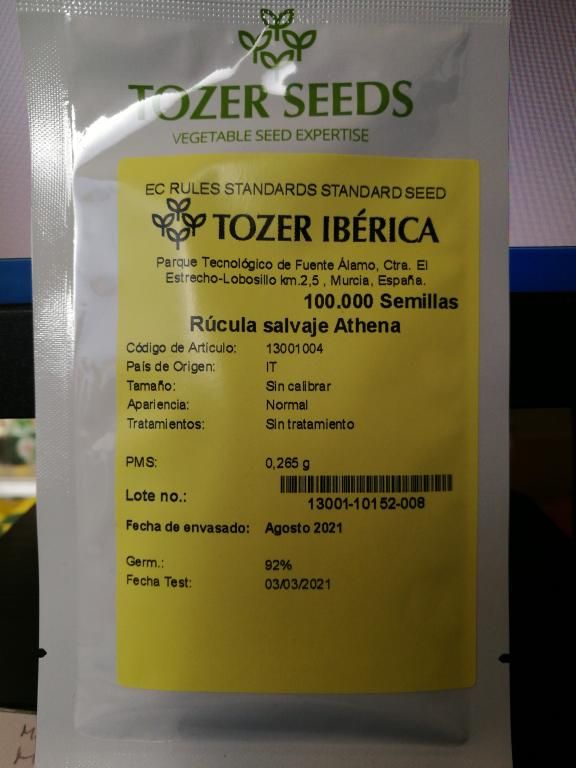 TOZER SEEDS
VEGETABLE SEED EXPERTISE
EC RULES STANDARDS STANDARD SEED
TOZER IBÉRICA
Parque Tecnológico de Fuente Álamo, Ctra. El
Estrecho-Lobosillo km.2,5 , Murcia, España.
100.000 Semillas
Rúcula salvaje Athena
Código de Artículo: 13001004
País de Origen: IT
Tamaño: Sin calibrar
Apariencia: Normal
Tratamientos: Sin tratamiento
PMS: 0,265 g
Lote no.: 13001-10152-008
Fecha de envasado: Agosto 2021
Germ.: 92%
Fecha Test: 03/03/2021